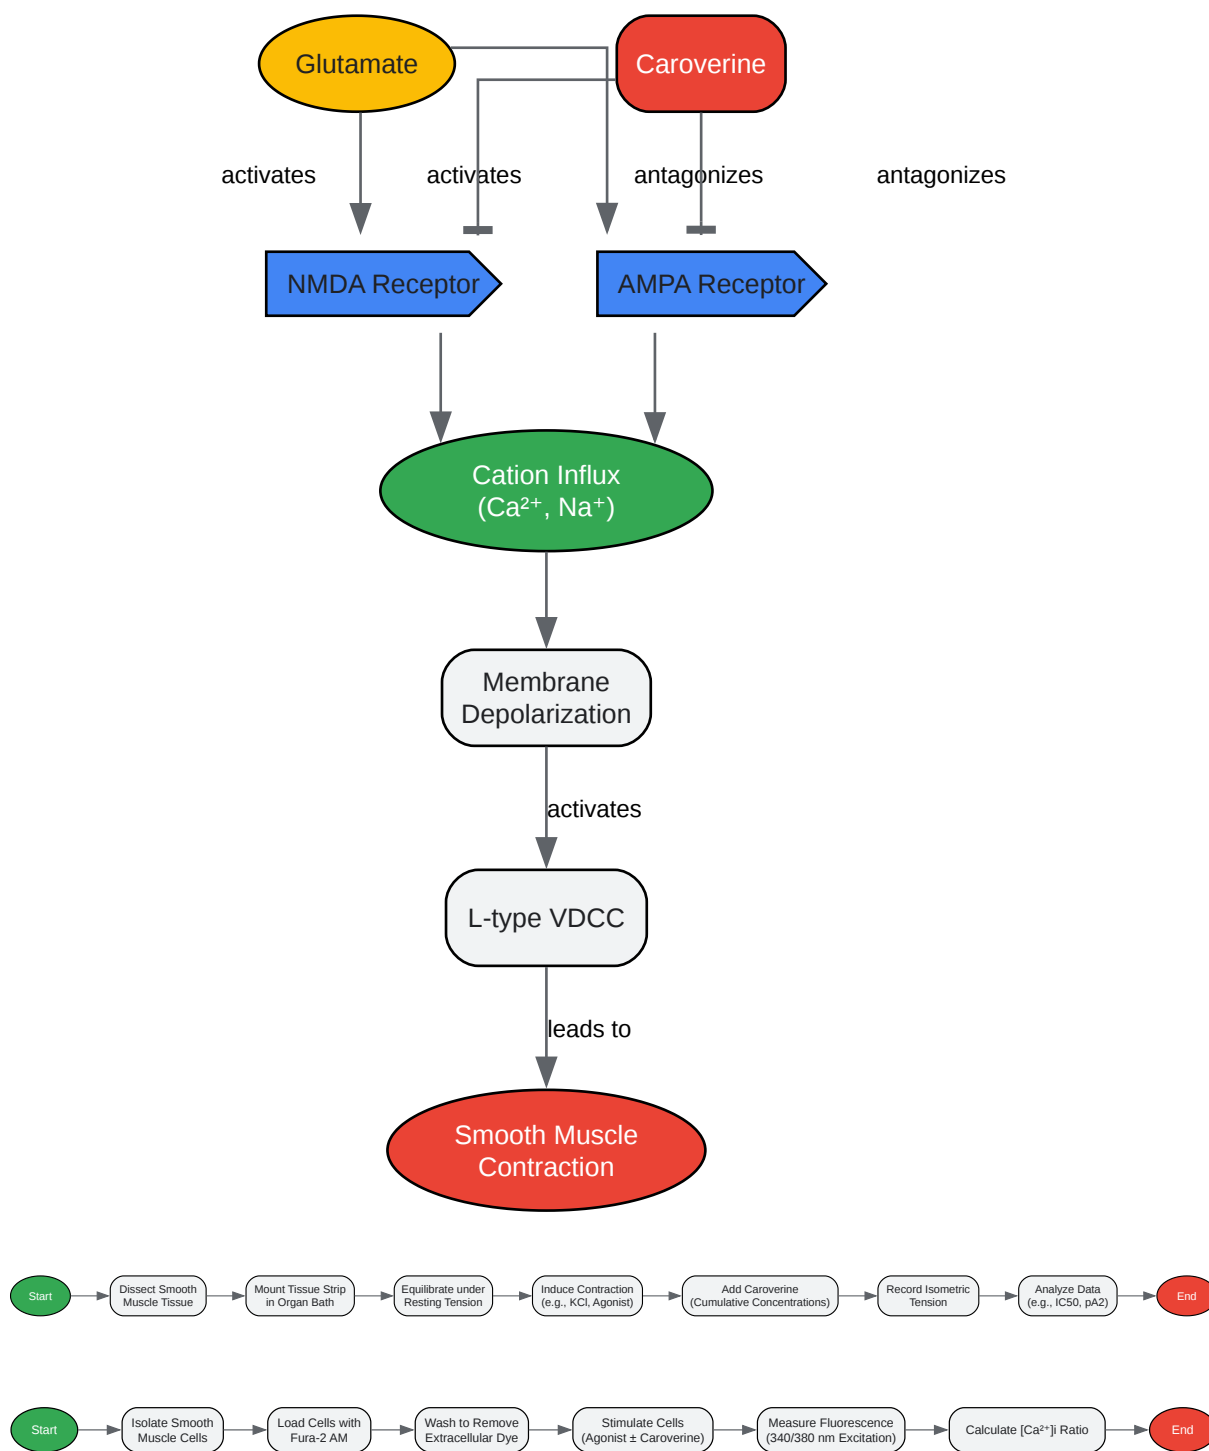 Glutamate
Caroverine
activates
activates
antagonizes
antagonizes
NMDA Receptor
AMPA Receptor
Cation Influx
(Ca²⁺, Na⁺)
Membrane
Depolarization
activates
L-type VDCC
leads to
Smooth Muscle
Contraction
Start
Dissect Smooth
Muscle Tissue
Mount Tissue Strip
in Organ Bath
Equilibrate under
Resting Tension
Induce Contraction
(e.g., KCl, Agonist)
Add Caroverine
(Cumulative Concentrations)
Record Isometric
Tension
Analyze Data
(e.g., IC50, pA2)
End
Start
Isolate Smooth
Muscle Cells
Load Cells with
Fura-2 AM
Wash to Remove
Extracellular Dye
Stimulate Cells
(Agonist ± Caroverine)
Measure Fluorescence
(340/380 nm Excitation)
Calculate [Ca²⁺]i Ratio
End